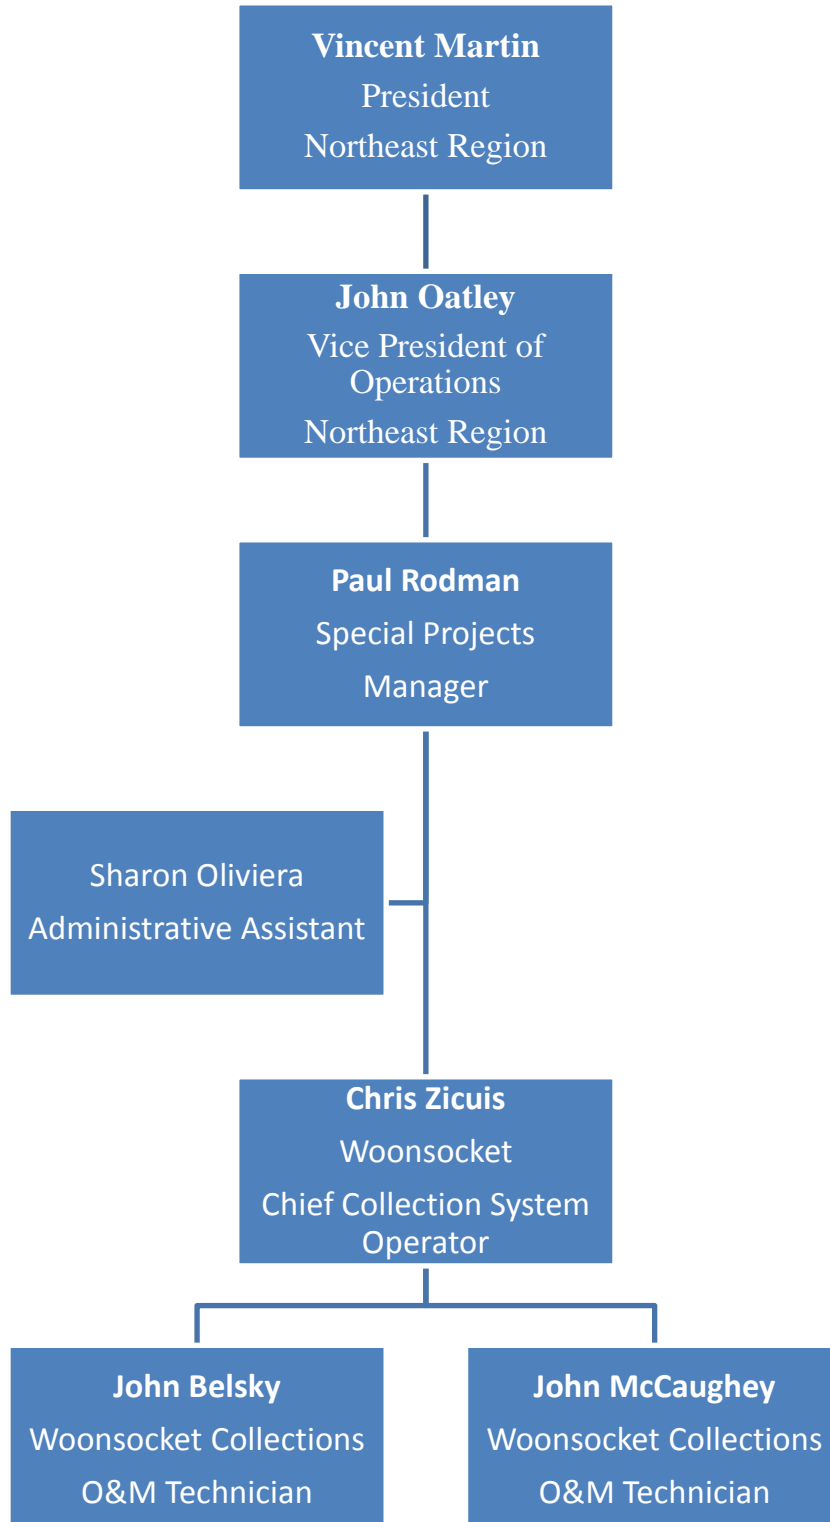 Vincent Martin
President
Northeast Region
John Oatley
Vice President of
Operations
Northeast Region
Paul Rodman
Special Projects
Manager
Sharon Oliviera
Administrative Assistant
Chris Zicuis
Woonsocket
Chief Collection System
Operator
John Belsky
Woonsocket Collections
O&M Technician
John McCaughey
Woonsocket Collections
O&M Technician